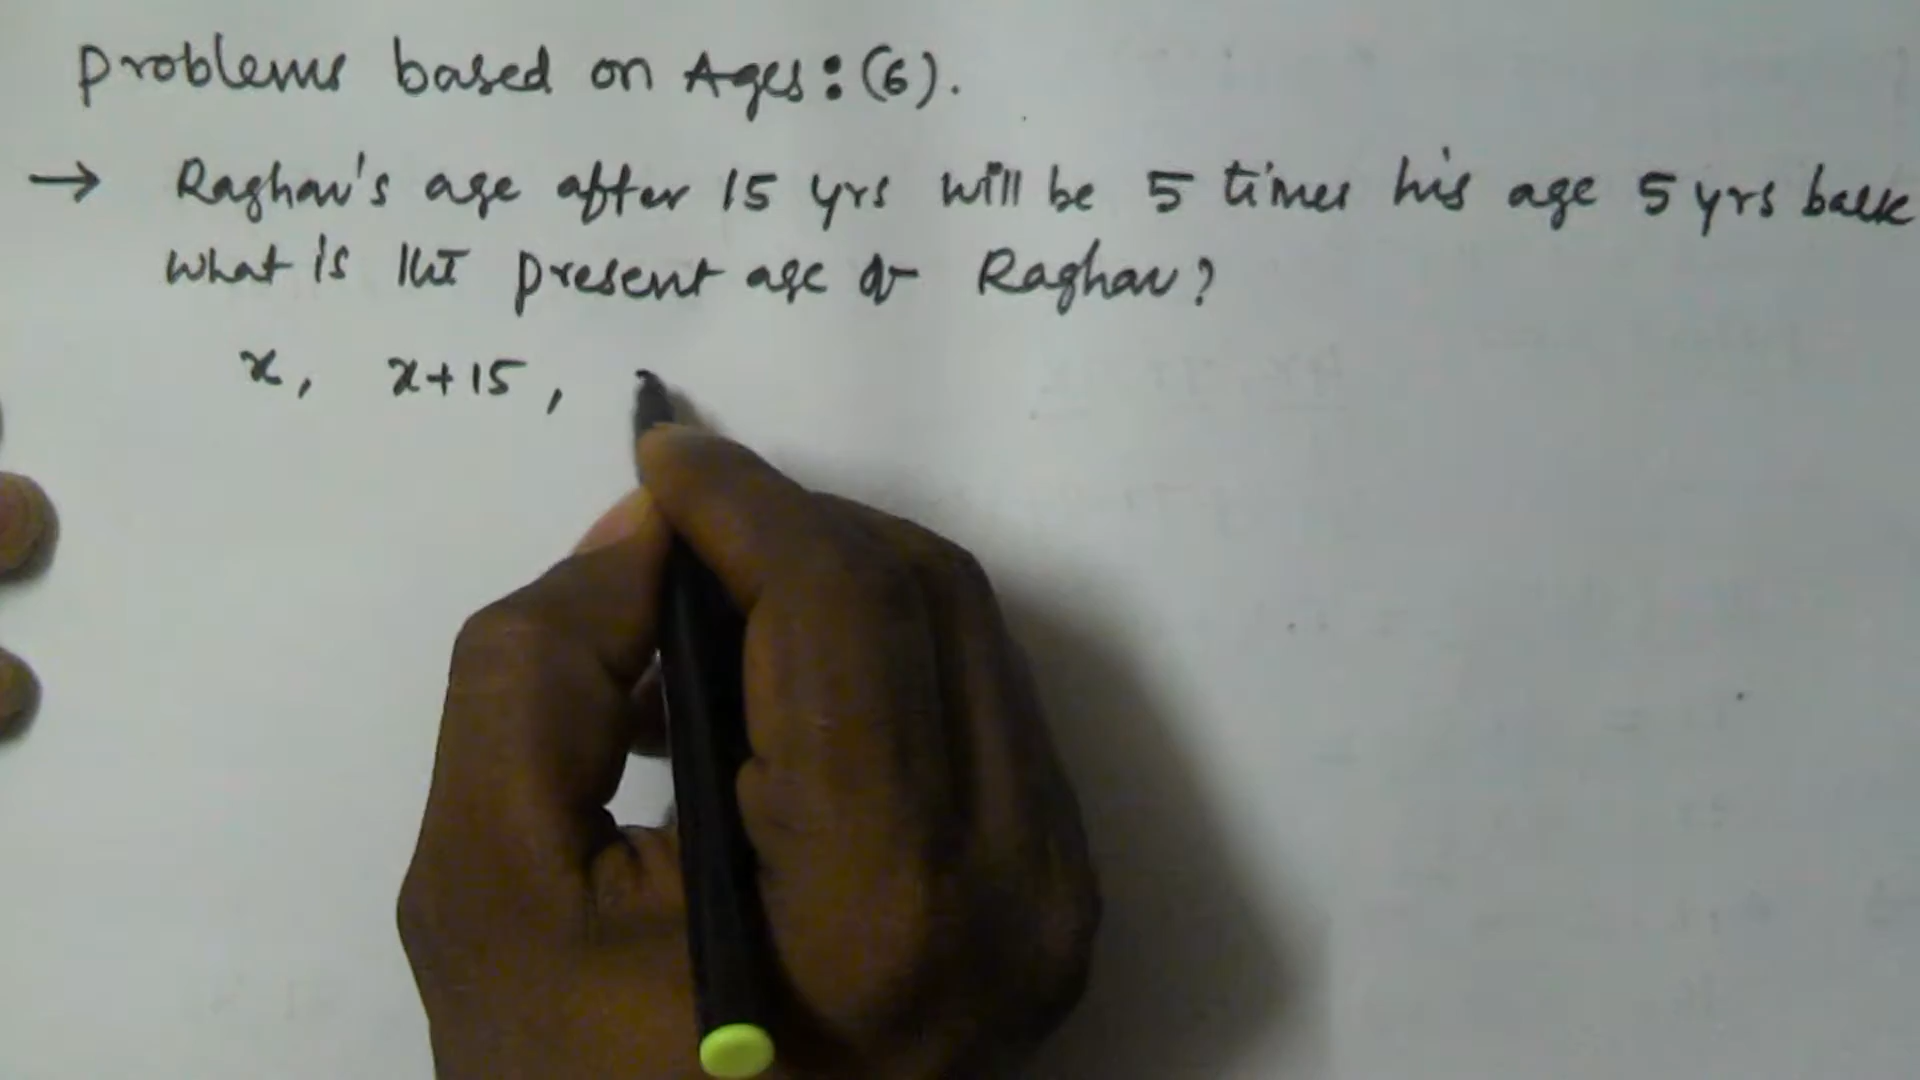 Problems based on Ages: (6).
→ Raghav's age after 15 yrs will be 5 times his age 5 yrs back
What is the present age of Raghav?
x, x+15,